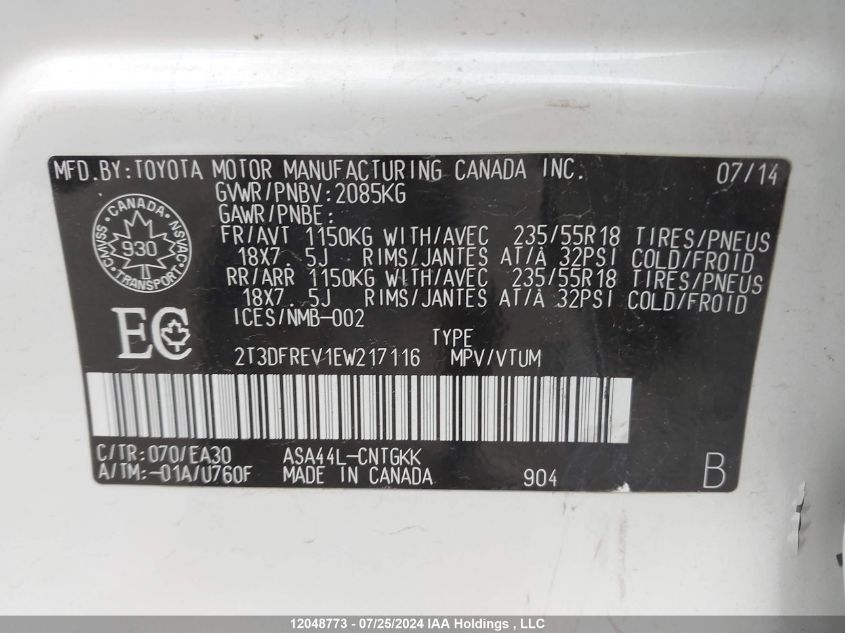 MFD.BY:TOYOTA MOTOR MANUFACTURING CANADA INC. 07/14
GVWR/PNBV:2085KG
GAWR/PNBE:
FR/AVT 1150KG WITH/AVEC 235/55R18 TIRES/PNEUS
18X7.5J RIMS/JANTES AT/À 32PSI COLD/FROID
RR/ARR 1150KG WITH/AVEC 235/55R18 TIRES/PNEUS
18X7.5J RIMS/JANTES AT/À 32PSI COLD/FROID
ICES/NMB-002
CANADA
CMVSS 930 NSVAC
TRANSPORT
EC
TYPE
2T3DFREV1EW217116 MPV/VTUM
C/TR:070/EA30 ASA44L-CNTGKK
A/TM:-01A/U760F MADE IN CANADA 904 B
12048773 - 07/25/2024 IAA Holdings , LLC